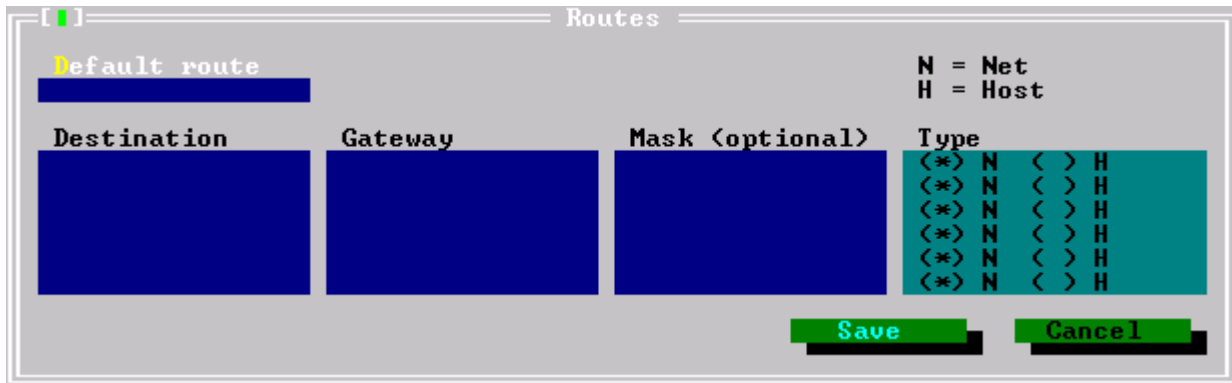 [ ] Routes
Default route
N = Net
H = Host
Destination Gateway Mask (optional) Type
(*) N ( ) H
(*) N ( ) H
(*) N ( ) H
(*) N ( ) H
(*) N ( ) H
(*) N ( ) H
Save Cancel